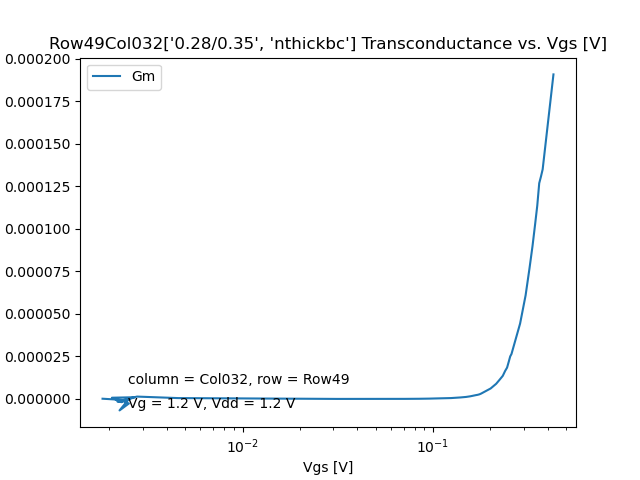 Row49Col032['0.28/0.35', 'nthickbc'] Transconductance vs. Vgs [V]
Gm
0.000200
0.000175
0.000150
0.000125
0.000100
0.000075
0.000050
0.000025
0.000000
column = Col032, row = Row49
Vg = 1.2 V, Vdd = 1.2 V
10⁻² 10⁻¹
Vgs [V]